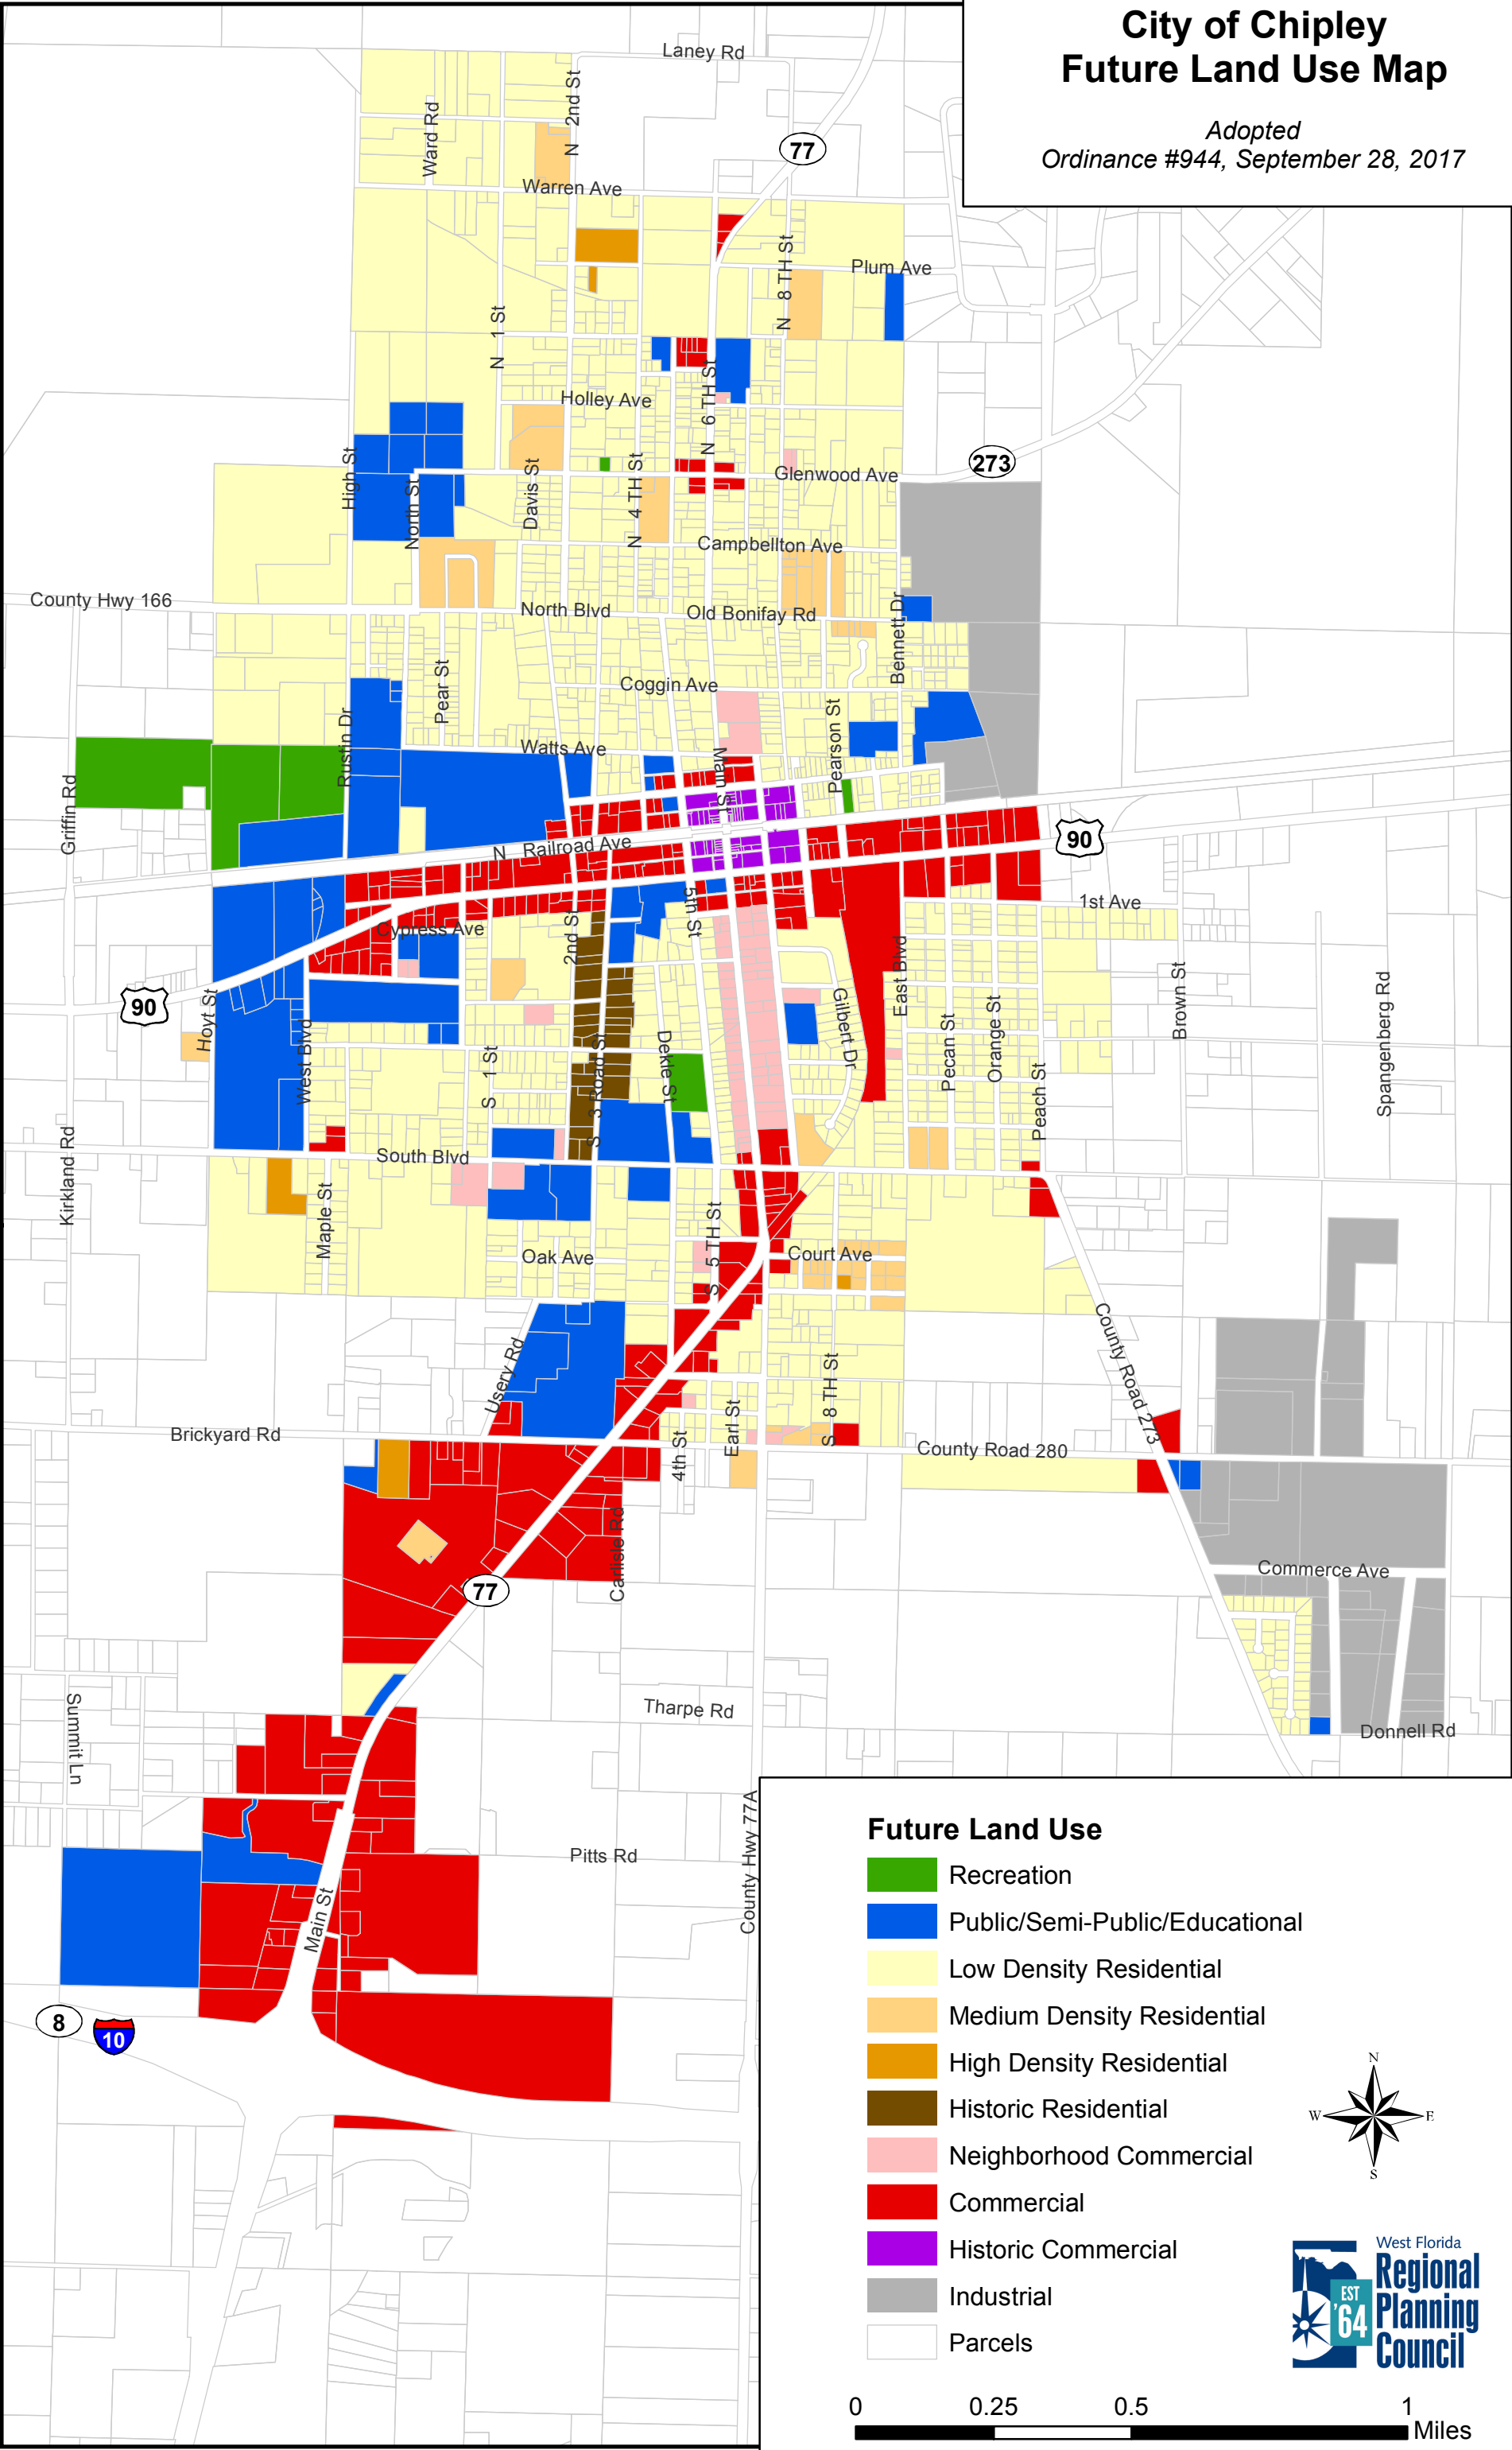 City of Chipley
Future Land Use Map
Adopted
Ordinance #944, September 28, 2017
Laney Rd
N 2nd St
Ward Rd
77
Warren Ave
N 8 TH St
Plum Ave
N 1 St
N 6 TH St
Holley Ave
High St
North St
Davis St
N 4 TH St
Glenwood Ave
273
Campbellton Ave
County Hwy 166
North Blvd
Old Bonifay Rd
Bennett Dr
Pear St
Coggin Ave
Rustin Dr
Watts Ave
Main St
Pearson St
Griffin Rd
N Railroad Ave
90
1st Ave
5th St
Cypress Ave
2nd St
East Blvd
90
Hoyt St
West Blvd
S 1 St
S 3 Road St
Dekle St
Gilbert Dr
Pecan St
Orange St
Peach St
Brown St
Spangenberg Rd
Kirkland Rd
South Blvd
Maple St
Oak Ave
S 5 TH St
Court Ave
Usery Rd
County Road 273
Brickyard Rd
4th St
Earl St
S 8 TH St
County Road 280
Carlisle Rd
77
Commerce Ave
Summit Ln
Tharpe Rd
Donnell Rd
Pitts Rd
County Hwy 77A
Main St
8
10
Future Land Use
Recreation
Public/Semi-Public/Educational
Low Density Residential
Medium Density Residential
High Density Residential
Historic Residential
Neighborhood Commercial
Commercial
Historic Commercial
Industrial
Parcels
N
W E
S
West Florida
Regional
Planning
Council
EST
'64
0 0.25 0.5 1
Miles